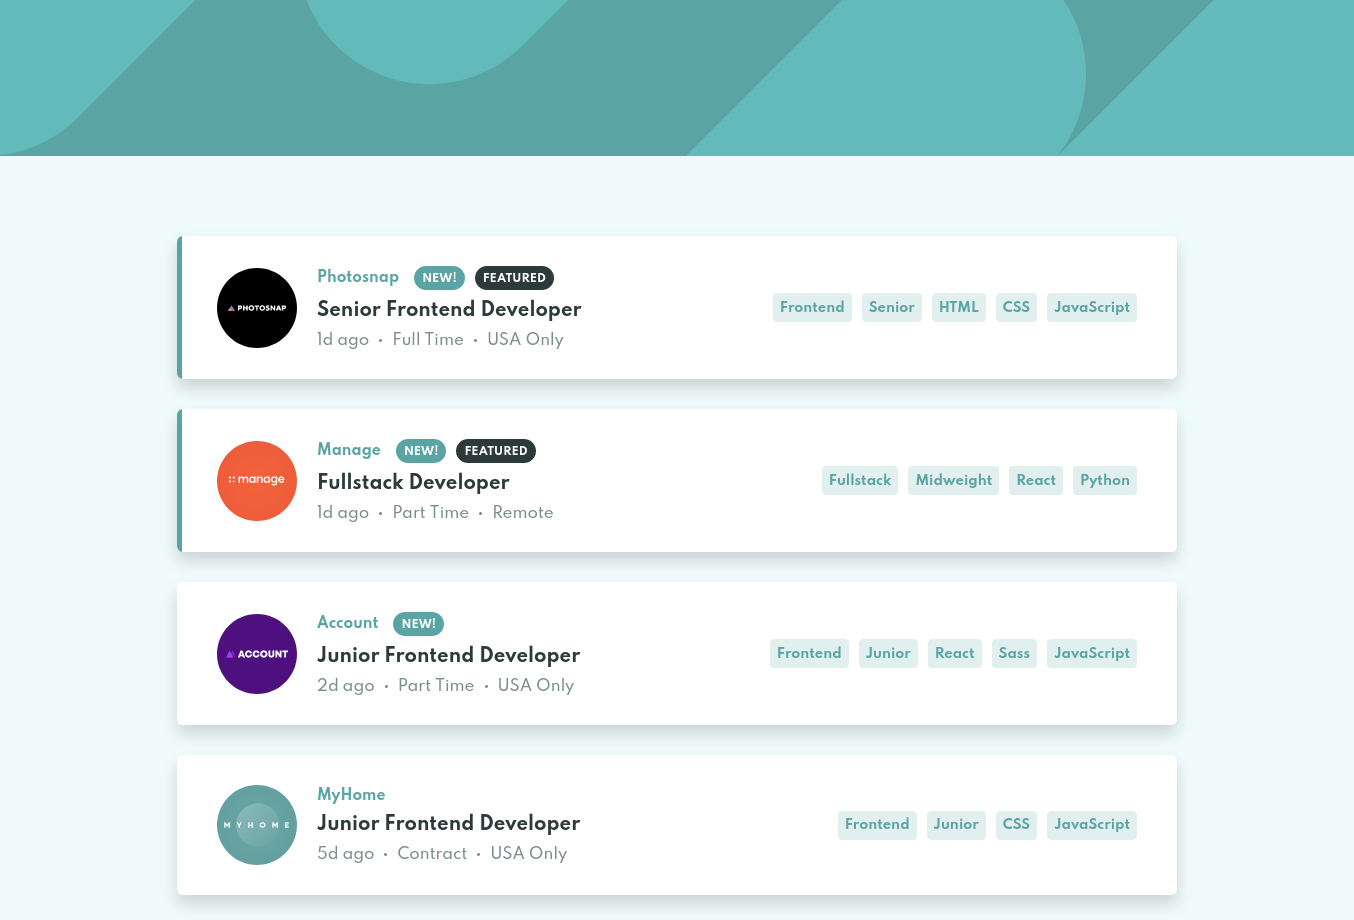 PHOTOSNAP
Photosnap NEW! FEATURED
Senior Frontend Developer
1d ago • Full Time • USA Only
Frontend Senior HTML CSS JavaScript
manage
Manage NEW! FEATURED
Fullstack Developer
1d ago • Part Time • Remote
Fullstack Midweight React Python
ACCOUNT
Account NEW!
Junior Frontend Developer
2d ago • Part Time • USA Only
Frontend Junior React Sass JavaScript
MYHOME
MyHome
Junior Frontend Developer
5d ago • Contract • USA Only
Frontend Junior CSS JavaScript